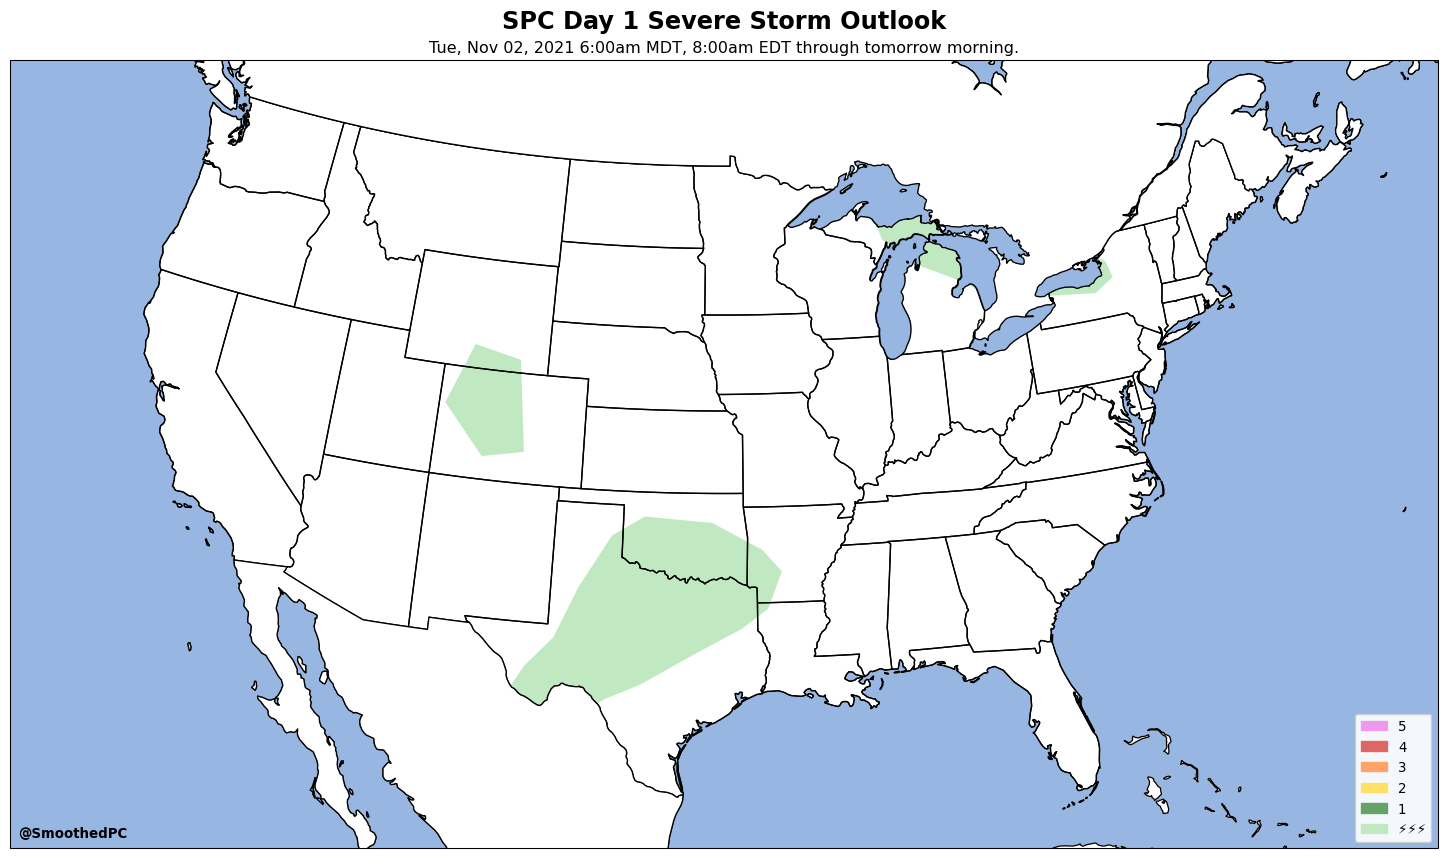 SPC Day 1 Severe Storm Outlook
Tue, Nov 02, 2021 6:00am MDT, 8:00am EDT through tomorrow morning.
5
4
3
2
1
⚡⚡⚡
@SmoothedPC